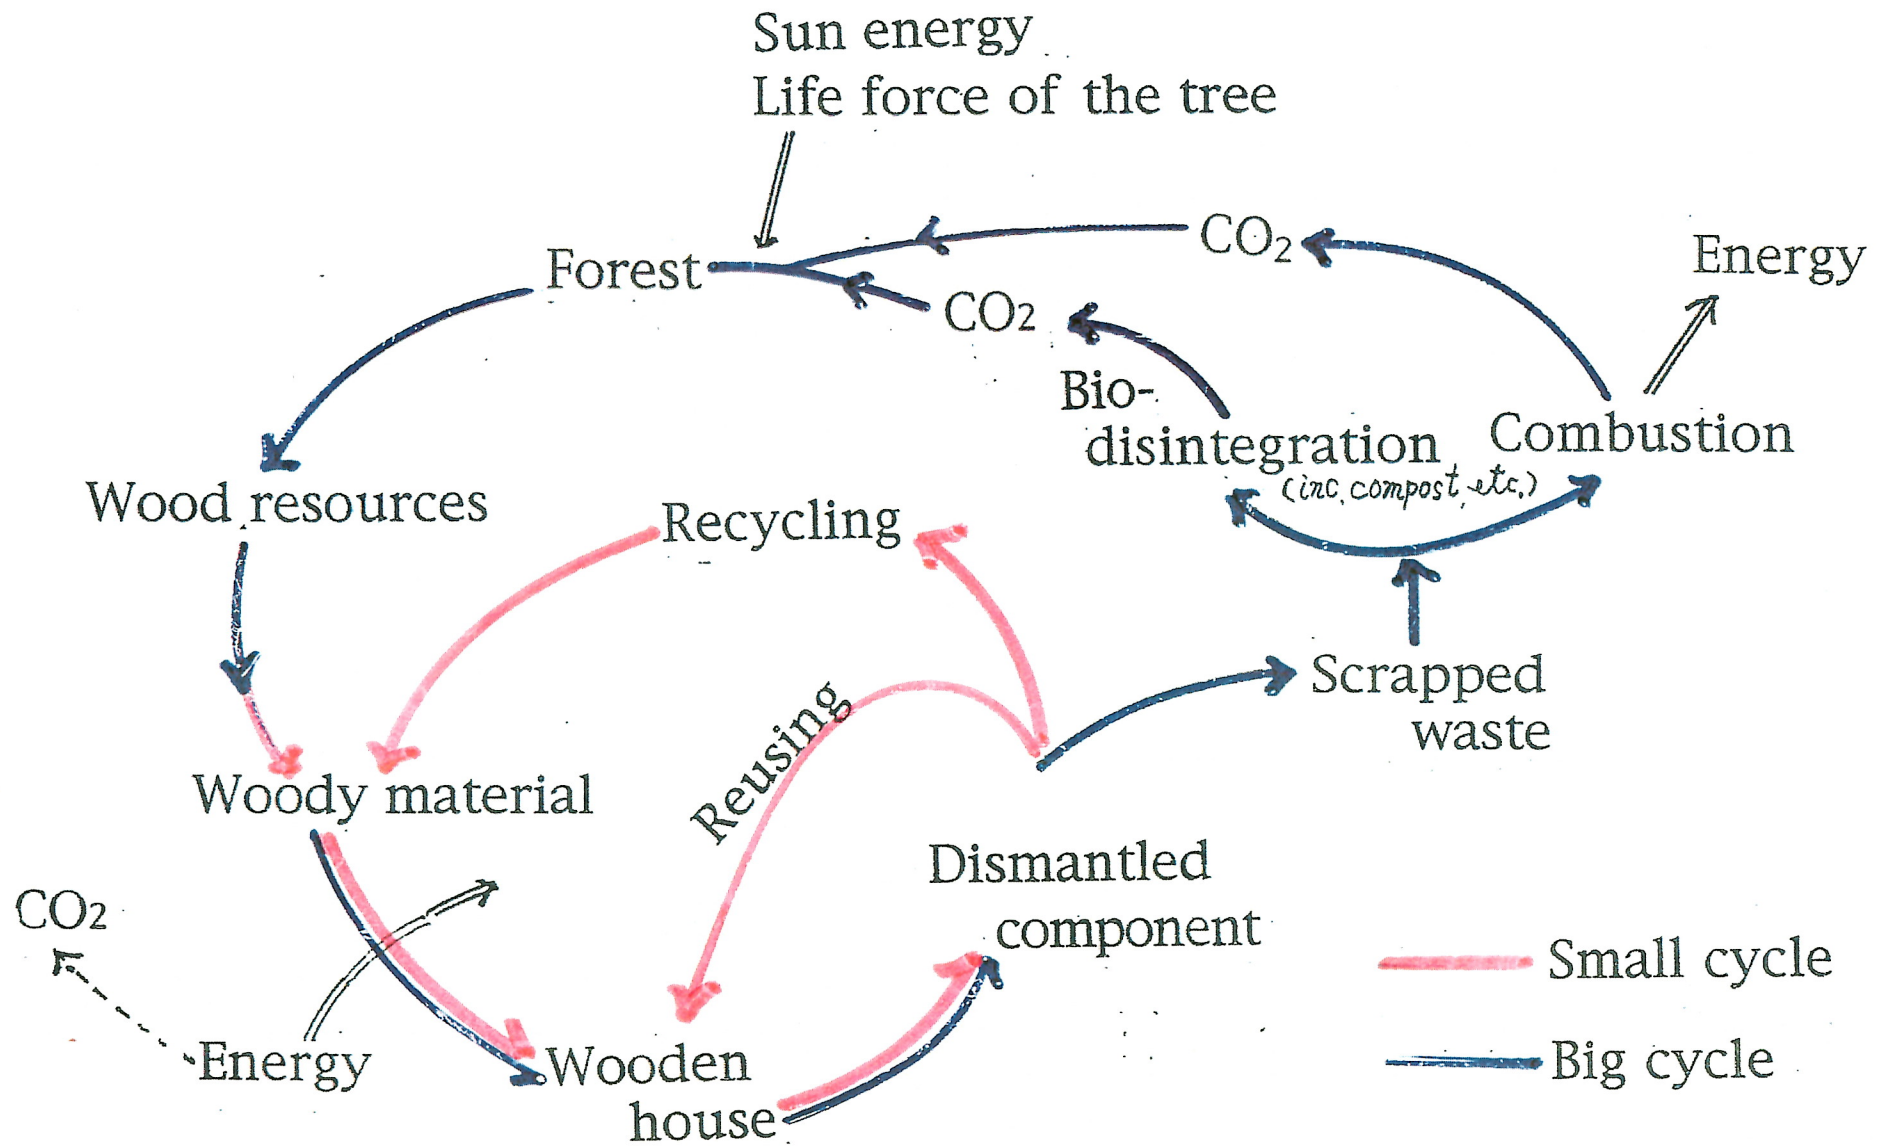 Sun energy
Life force of the tree
Forest
CO2
CO2
Energy
Bio-
disintegration
(inc. compost, etc.)
Combustion
Wood resources
Recycling
Scrapped
waste
Reusing
Woody material
Dismantled
component
CO2
Energy
Wooden
house
Small cycle
Big cycle